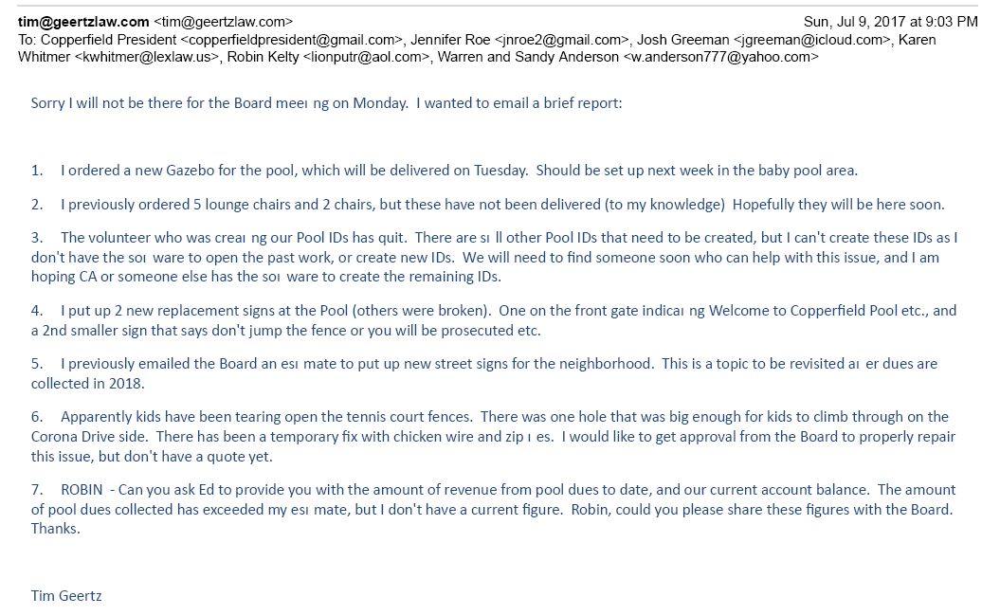 tim@geertzlaw.com <tim@geertzlaw.com> Sun, Jul 9, 2017 at 9:03 PM
To: Copperfield President <copperfieldpresident@gmail.com>, Jennifer Roe <jnroe2@gmail.com>, Josh Greeman <jgreeman@icloud.com>, Karen
Whitmer <kwhitmer@lexlaw.us>, Robin Kelty <lionputr@aol.com>, Warren and Sandy Anderson <w.anderson777@yahoo.com>
Sorry I will not be there for the Board meeı ng on Monday.  I wanted to email a brief report:
1. I ordered a new Gazebo for the pool, which will be delivered on Tuesday.  Should be set up next week in the baby pool area.
2. I previously ordered 5 lounge chairs and 2 chairs, but these have not been delivered (to my knowledge)  Hopefully they will be here soon.
3. The volunteer who was creaı ng our Pool IDs has quit.  There are sı ll other Pool IDs that need to be created, but I can't create these IDs as I
don't have the soı ware to open the past work, or create new IDs.  We will need to find someone soon who can help with this issue, and I am
hoping CA or someone else has the soı ware to create the remaining IDs.
4. I put up 2 new replacement signs at the Pool (others were broken).  One on the front gate indicaı ng Welcome to Copperfield Pool etc., and
a 2nd smaller sign that says don't jump the fence or you will be prosecuted etc.
5. I previously emailed the Board an esı mate to put up new street signs for the neighborhood.  This is a topic to be revisited aı er dues are
collected in 2018.
6. Apparently kids have been tearing open the tennis court fences.  There was one hole that was big enough for kids to climb through on the
Corona Drive side.  There has been a temporary fix with chicken wire and zip ı es.  I would like to get approval from the Board to properly repair
this issue, but don't have a quote yet.
7. ROBIN  - Can you ask Ed to provide you with the amount of revenue from pool dues to date, and our current account balance.  The amount
of pool dues collected has exceeded my esı mate, but I don't have a current figure.  Robin, could you please share these figures with the Board.
Thanks.
Tim Geertz